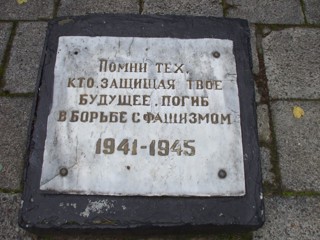 Помни тех,
кто, защищая твое
будущее, погиб
в борьбе с фашизмом
1941-1945